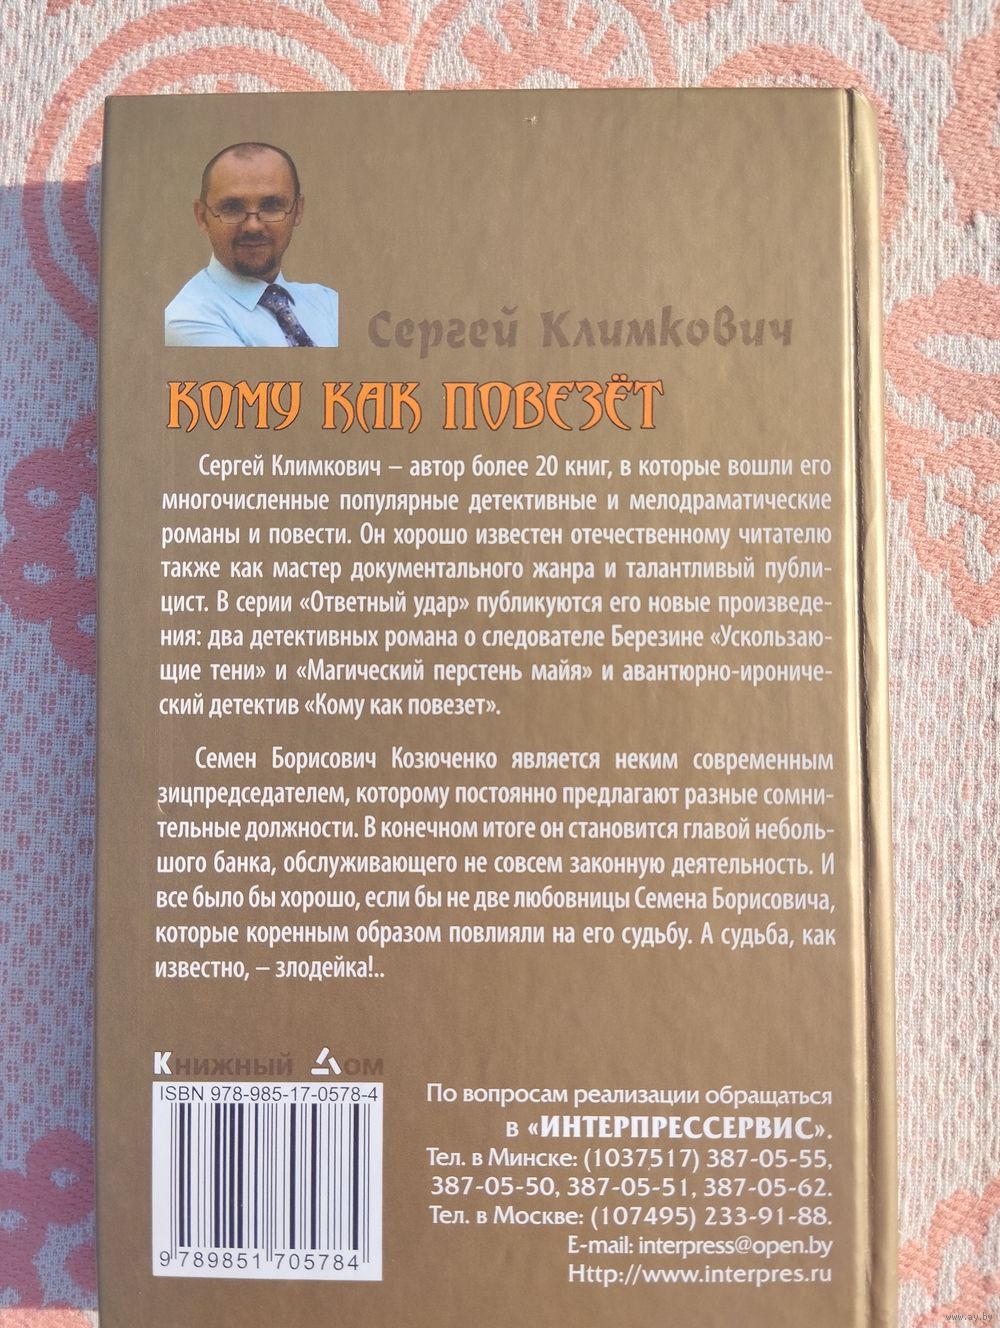 Сергей Климкович
КОМУ КАК ПОВЕЗЁТ
Сергей Климкович – автор более 20 книг, в которые вошли его
многочисленные популярные детективные и мелодраматические
романы и повести. Он хорошо известен отечественному читателю
также как мастер документального жанра и талантливый публи-
цист. В серии «Ответный удар» публикуются его новые произведе-
ния: два детективных романа о следователе Березине «Ускользаю-
щие тени» и «Магический перстень майя» и авантюрно-ирониче-
ский детектив «Кому как повезет».
Семен Борисович Козюченко является неким современным
зицпредседателем, которому постоянно предлагают разные сомни-
тельные должности. В конечном итоге он становится главой неболь-
шого банка, обслуживающего не совсем законную деятельность. И
все было бы хорошо, если бы не две любовницы Семена Борисовича,
которые коренным образом повлияли на его судьбу. А судьба, как
известно, – злодейка!..
Книжный Дом
ISBN 978-985-17-0578-4
9 789851 705784
По вопросам реализации обращаться
в «ИНТЕРПРЕССЕРВИС».
Тел. в Минске: (1037517) 387-05-55,
387-05-50, 387-05-51, 387-05-62.
Тел. в Москве: (107495) 233-91-88.
E-mail: interpress@open.by
Http://www.interpres.ru
www.ay.by